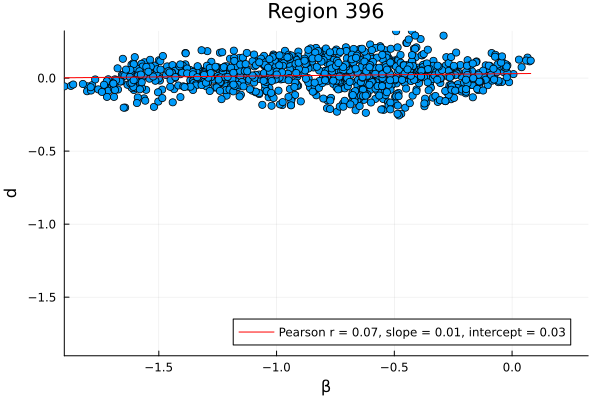 Region 396
0.0
−0.5
−1.0
−1.5
d
Pearson r = 0.07, slope = 0.01, intercept = 0.03
−1.5 −1.0 −0.5 0.0
β